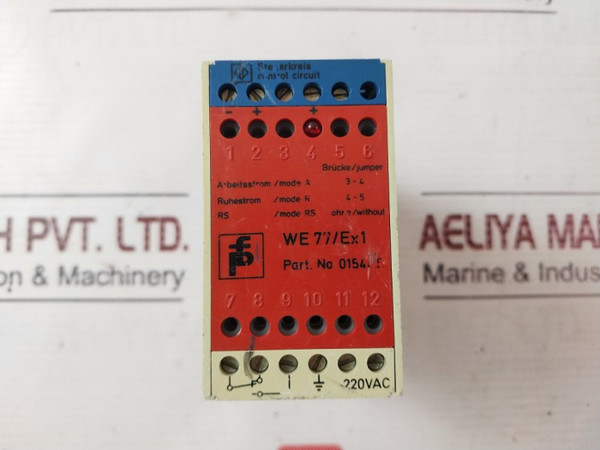 control circuit
- + +
1 2 3 4 5 6
Brücke/jumper
Arbeitsstrom /mode A 3-4
Ruhestrom /mode R 4-5
RS /mode RS ohne/without
WE 77/Ex1
Part. No
7 8 9 10 11 12
220VAC
H PVT. LTD.
on & Machinery
AELIYA MAR
Marine & Indus